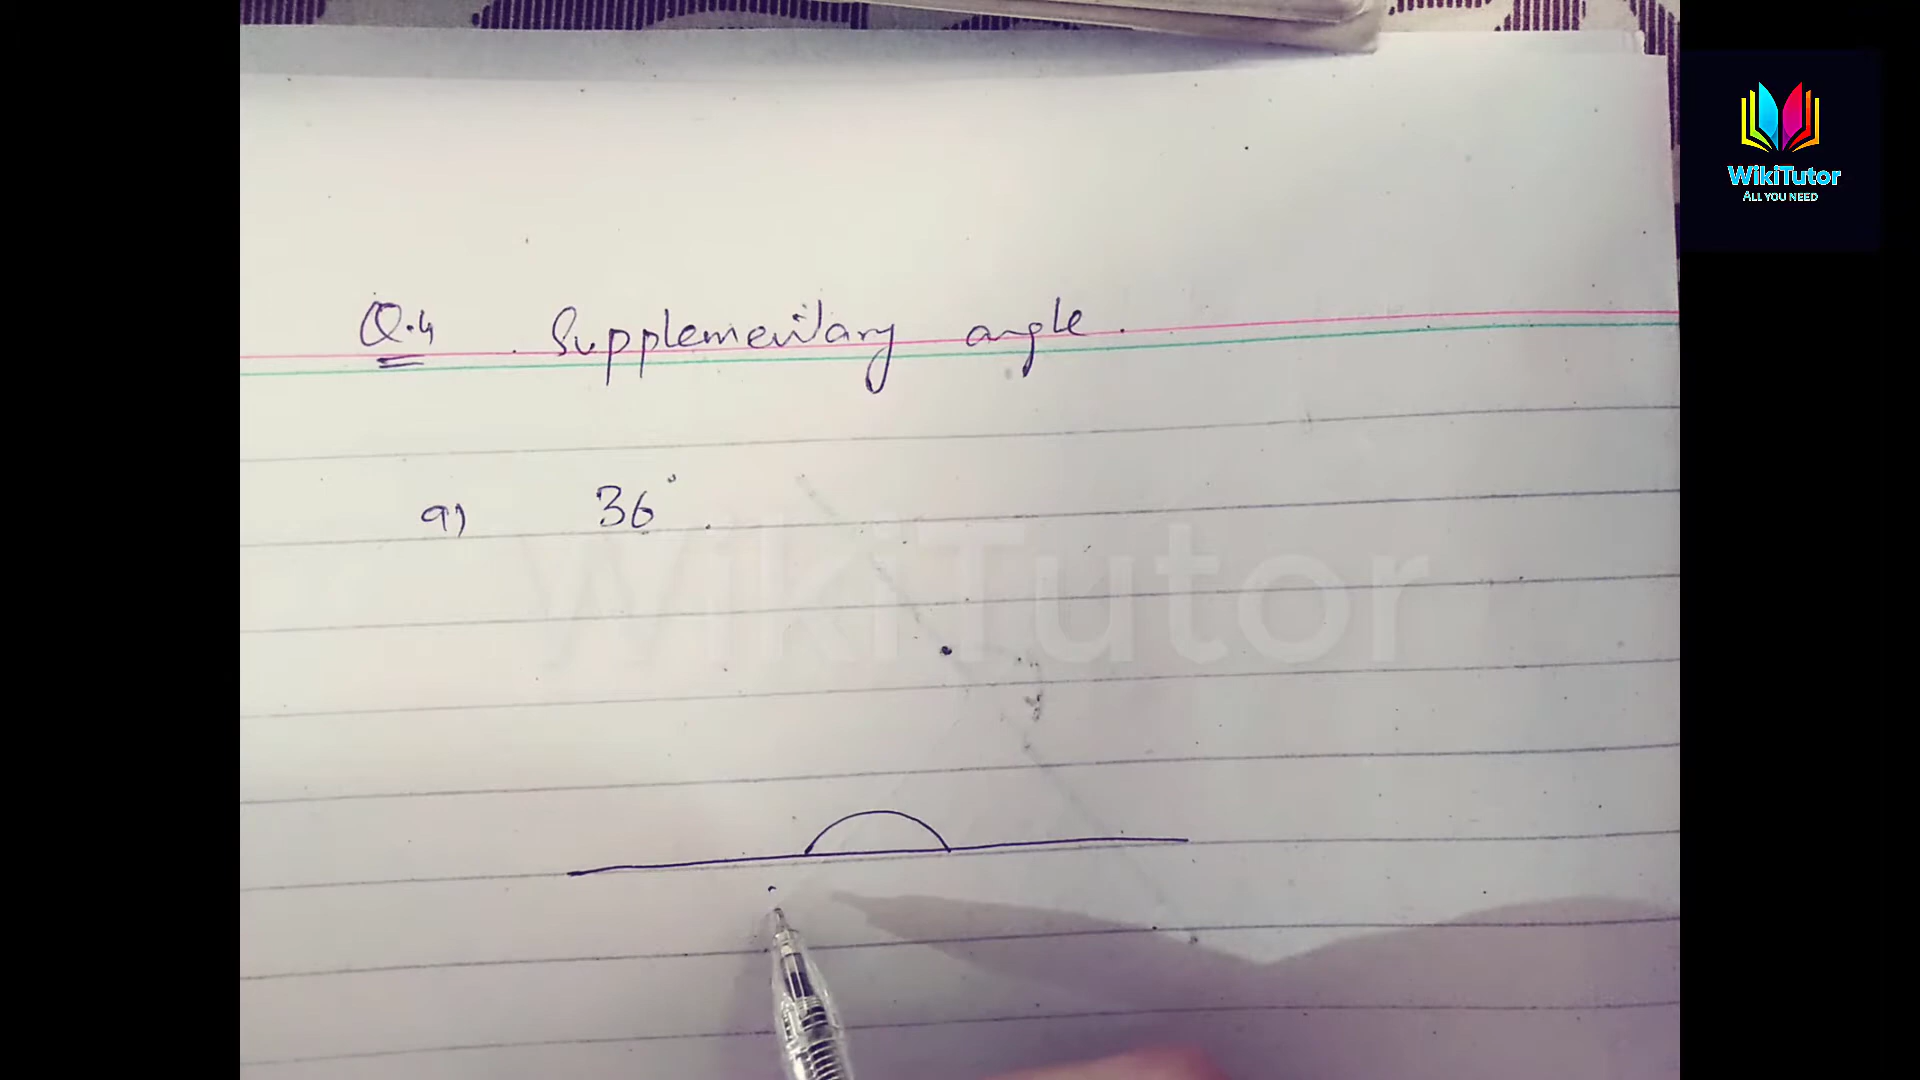 WikiTutor
ALL YOU NEED
Q.4 Supplementary angle.
a) 36°.
WikiTutor